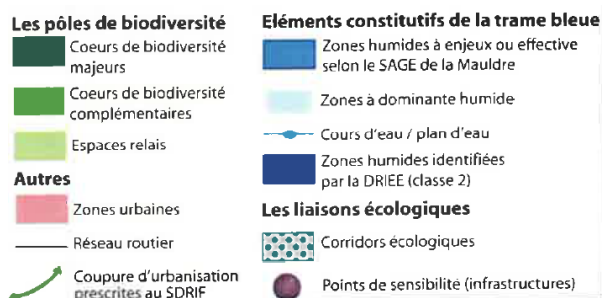 Les pôles de biodiversité
Coeurs de biodiversité
majeurs
Coeurs de biodiversité
complémentaires
Espaces relais
Autres
Zones urbaines
Réseau routier
Coupure d'urbanisation
prescrites au SDRIF
Eléments constitutifs de la trame bleue
Zones humides à enjeux ou effective
selon le SAGE de la Mauldre
Zones à dominante humide
Cours d'eau / plan d'eau
Zones humides identifiées
par la DRIEE (classe 2)
Les liaisons écologiques
Corridors écologiques
Points de sensibilité (infrastructures)